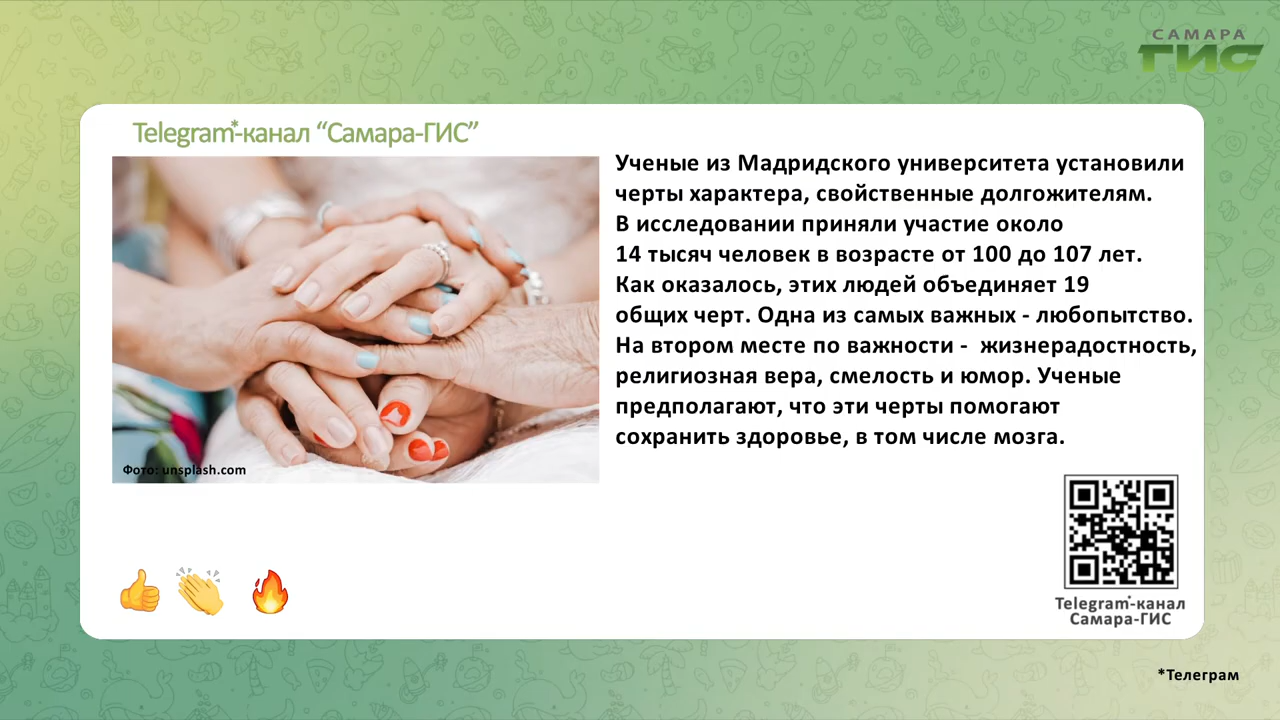 САМАРА
ГИС
Telegram*-канал “Самара-ГИС”
Ученые из Мадридского университета установили
черты характера, свойственные долгожителям.
В исследовании приняли участие около
14 тысяч человек в возрасте от 100 до 107 лет.
Как оказалось, этих людей объединяет 19
общих черт. Одна из самых важных - любопытство.
На втором месте по важности -  жизнерадостность,
религиозная вера, смелость и юмор. Ученые
предполагают, что эти черты помогают
сохранить здоровье, в том числе мозга.
Фото: unsplash.com
Telegram*-канал
Самара-ГИС
*Телеграм